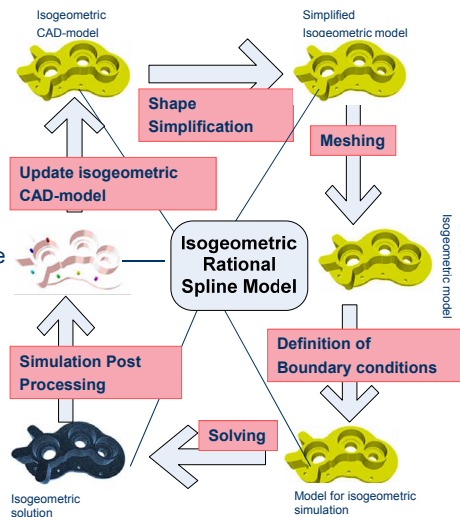 Isogeometric
CAD-model
Simplified
Isogeometric model
Shape
Simplification
Meshing
Update isogeometric
CAD-model
Isogeometric
Rational
Spline Model
e
Isogeometric model
Definition of
Boundary conditions
Simulation Post
Processing
Solving
Isogeometric
solution
Model for isogeometric
simulation